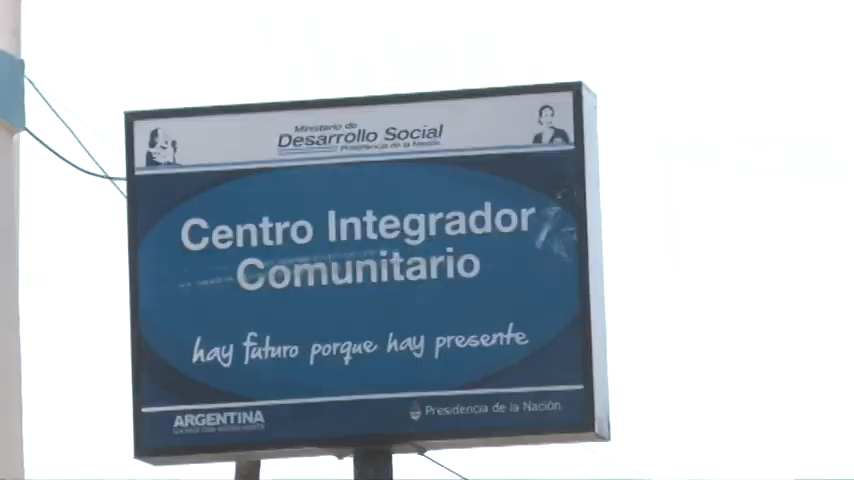 Ministerio de
Desarrollo Social
Presidencia de la Nación
Centro Integrador
Comunitario
hay futuro porque hay presente
ARGENTINA
Presidencia de la Nación